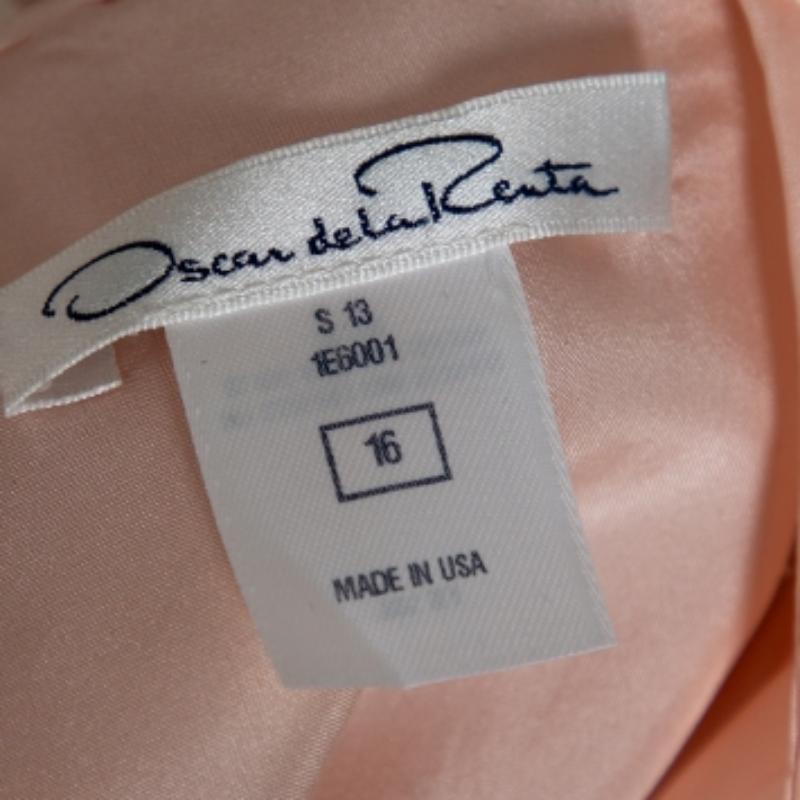 Oscar de la Renta
S 13
1E6001
16
MADE IN USA